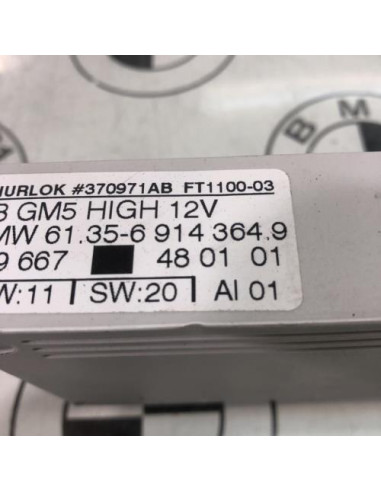 HURLOK #370971AB FT1100-03
3 GM5 HIGH 12V
MW 61.35-6 914 364.9
9 667 48 01 01
W:11 SW:20 AI 01
B M